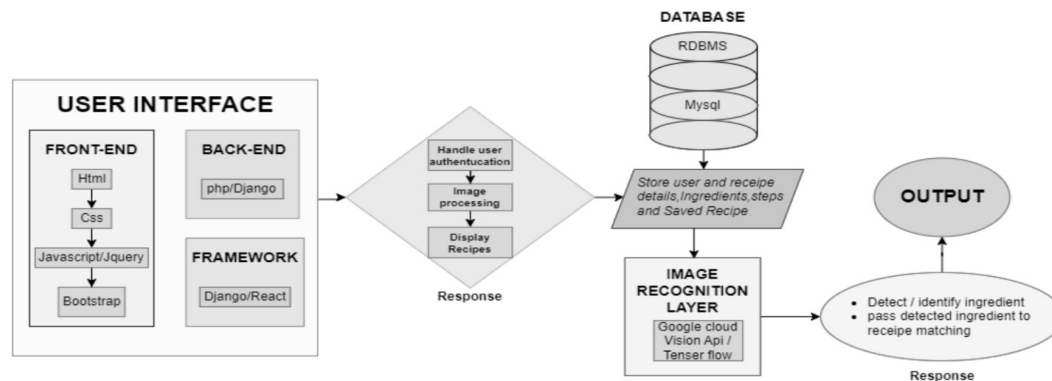 USER INTERFACE
FRONT-END
Html
Css
Javascript/Jquery
Bootstrap
BACK-END
php/Django
FRAMEWORK
Django/React
Handle user
authentucation
Image
processing
Display
Recipes
Response
DATABASE
RDBMS
Mysql
Store user and receipe
details,Ingredients,steps
and Saved Recipe
IMAGE
RECOGNITION
LAYER
Google cloud
Vision Api /
Tenser flow
• Detect / identify ingredient
• pass detected ingredient to
receipe matching
Response
OUTPUT